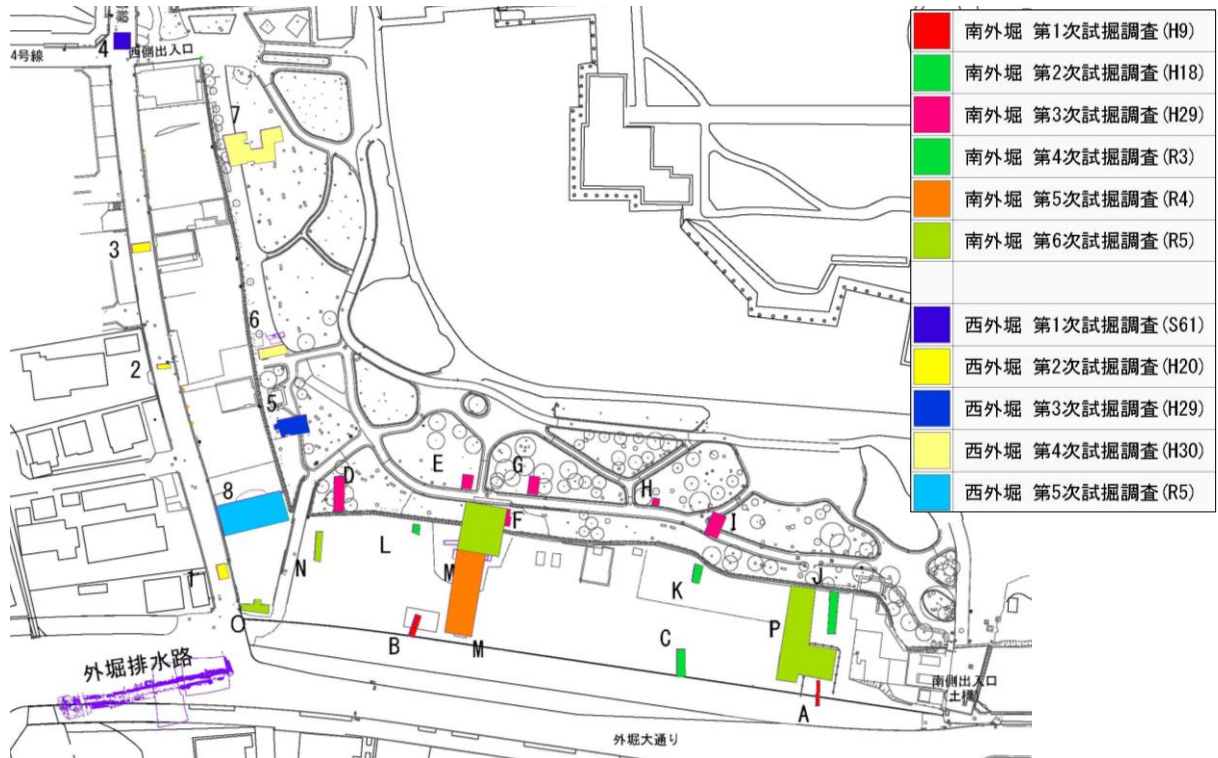 南外堀 第1次試掘調査(H9)
南外堀 第2次試掘調査(H18)
南外堀 第3次試掘調査(H29)
南外堀 第4次試掘調査(R3)
南外堀 第5次試掘調査(R4)
南外堀 第6次試掘調査(R5)
西外堀 第1次試掘調査(S61)
西外堀 第2次試掘調査(H20)
西外堀 第3次試掘調査(H29)
西外堀 第4次試掘調査(H30)
西外堀 第5次試掘調査(R5)
4
西側出入口
4号線
7
3
6
2
5
E
G
D
H
8
F
I
L
N
M
J
K
1
O
B
M
C
P
外堀排水路
南側出入口
土橋
A
外堀大通り